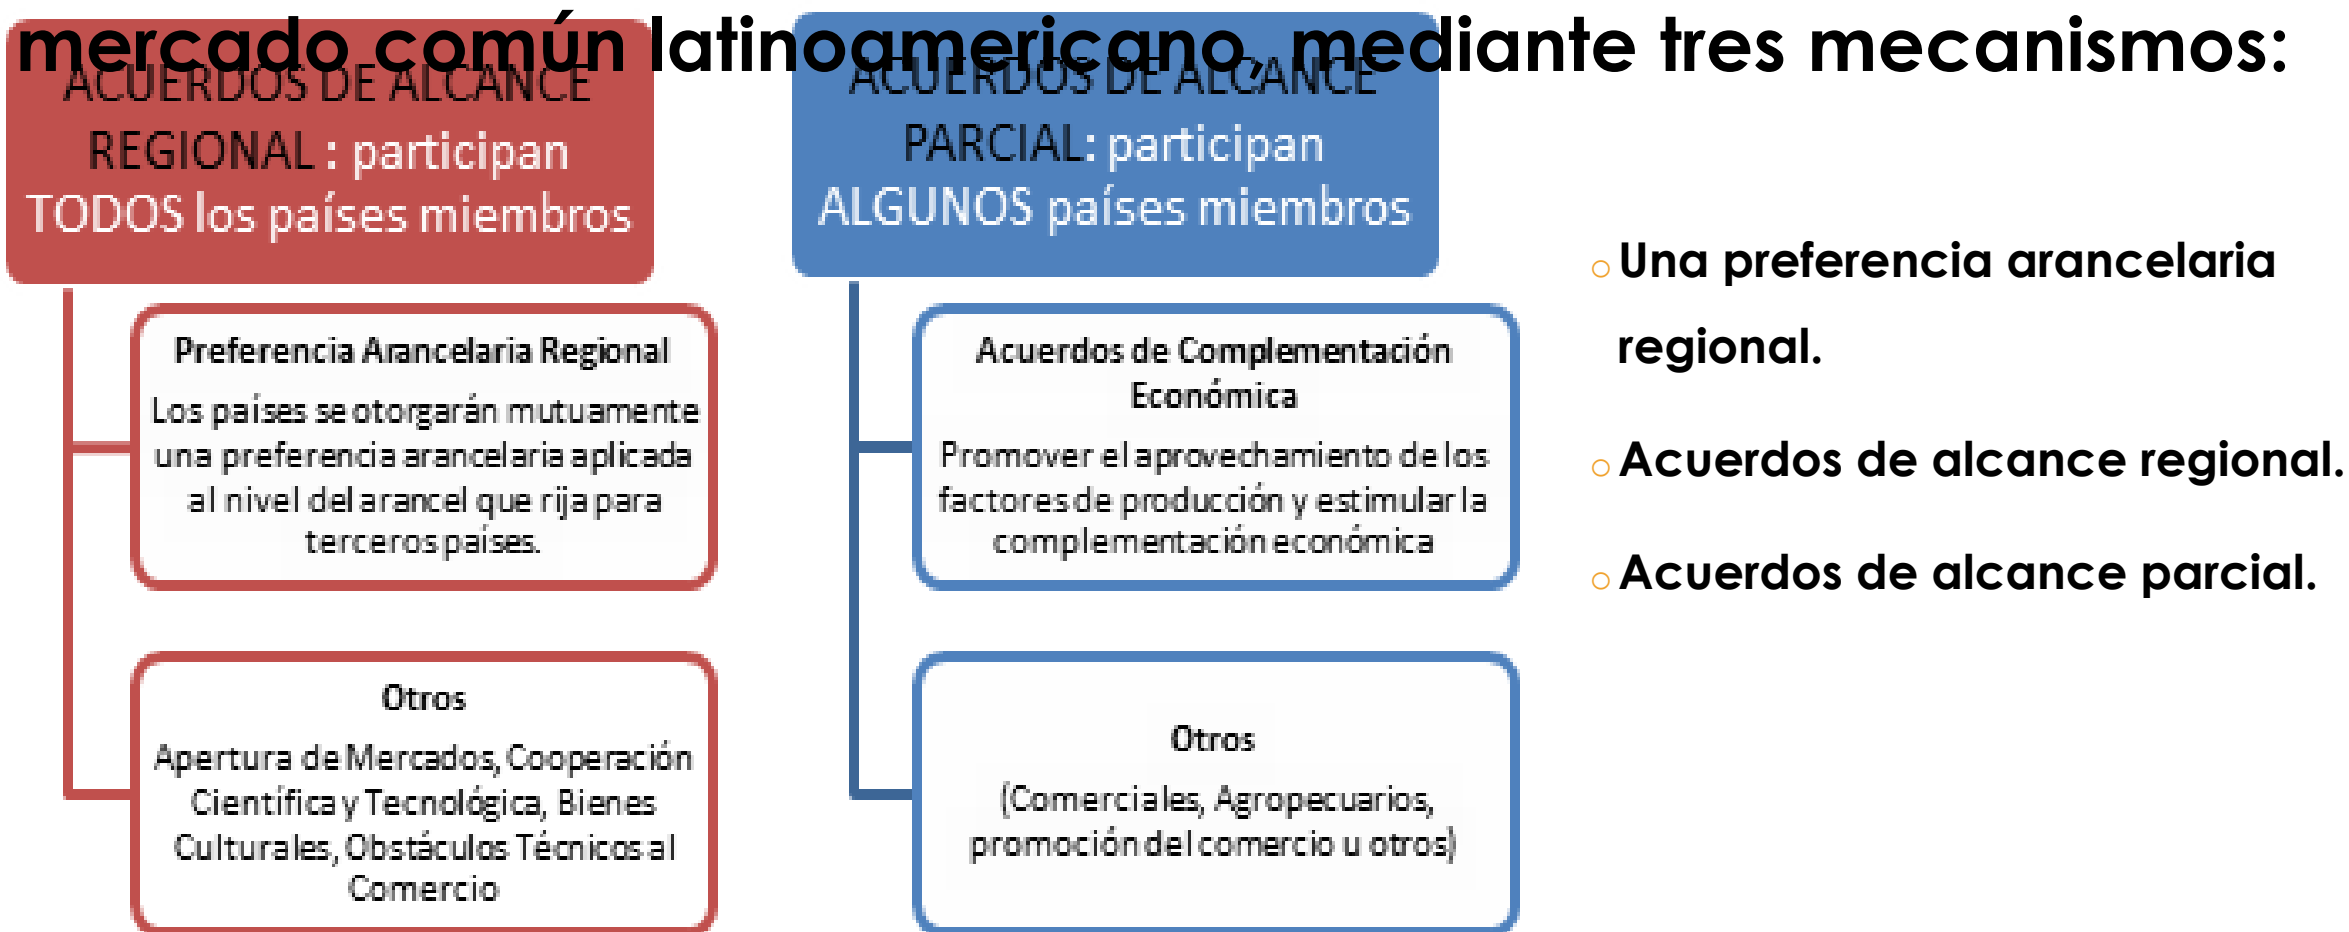 mercado común latinoamericano, mediante tres mecanismos:
ACUERDOS DE ALCANCE
REGIONAL : participan
TODOS los países miembros
Preferencia Arancelaria Regional
Los países se otorgarán mutuamente
una preferencia arancelaria aplicada
al nivel del arancel que rija para
terceros países.
Otros
Apertura de Mercados, Cooperación
Científica y Tecnológica, Bienes
Culturales, Obstáculos Técnicos al
Comercio
ACUERDOS DE ALCANCE
PARCIAL: participan
ALGUNOS países miembros
Acuerdos de Complementación
Económica
Promover el aprovechamiento de los
factores de producción y estimular la
complementación económica
Otros
(Comerciales, Agropecuarios,
promoción del comercio u otros)
Una preferencia arancelaria
regional.
Acuerdos de alcance regional.
Acuerdos de alcance parcial.